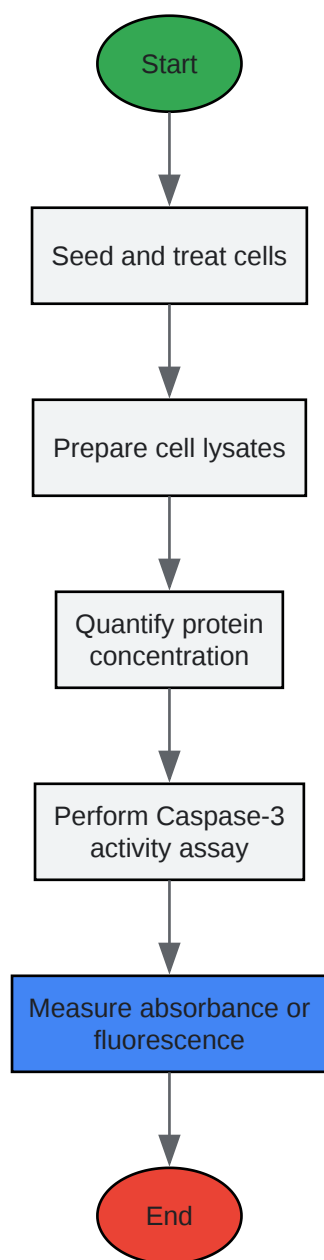 Start
Seed and treat cells
Prepare cell lysates
Quantify protein
concentration
Perform Caspase-3
activity assay
Measure absorbance or
fluorescence
End